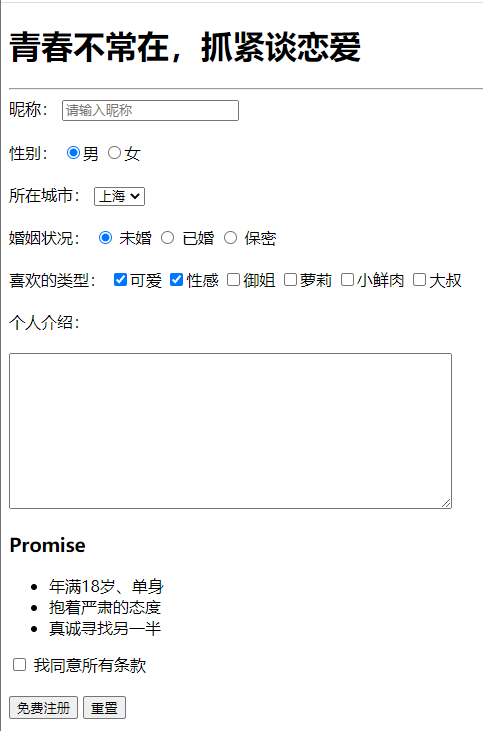 青春不常在，抓紧谈恋爱
昵称： 请输入昵称
性别： 男 女
所在城市： 上海
婚姻状况： 未婚 已婚 保密
喜欢的类型： 可爱 性感 御姐 萝莉 小鲜肉 大叔
个人介绍：
Promise
年满18岁、单身
抱着严肃的态度
真诚寻找另一半
我同意所有条款
免费注册 重置